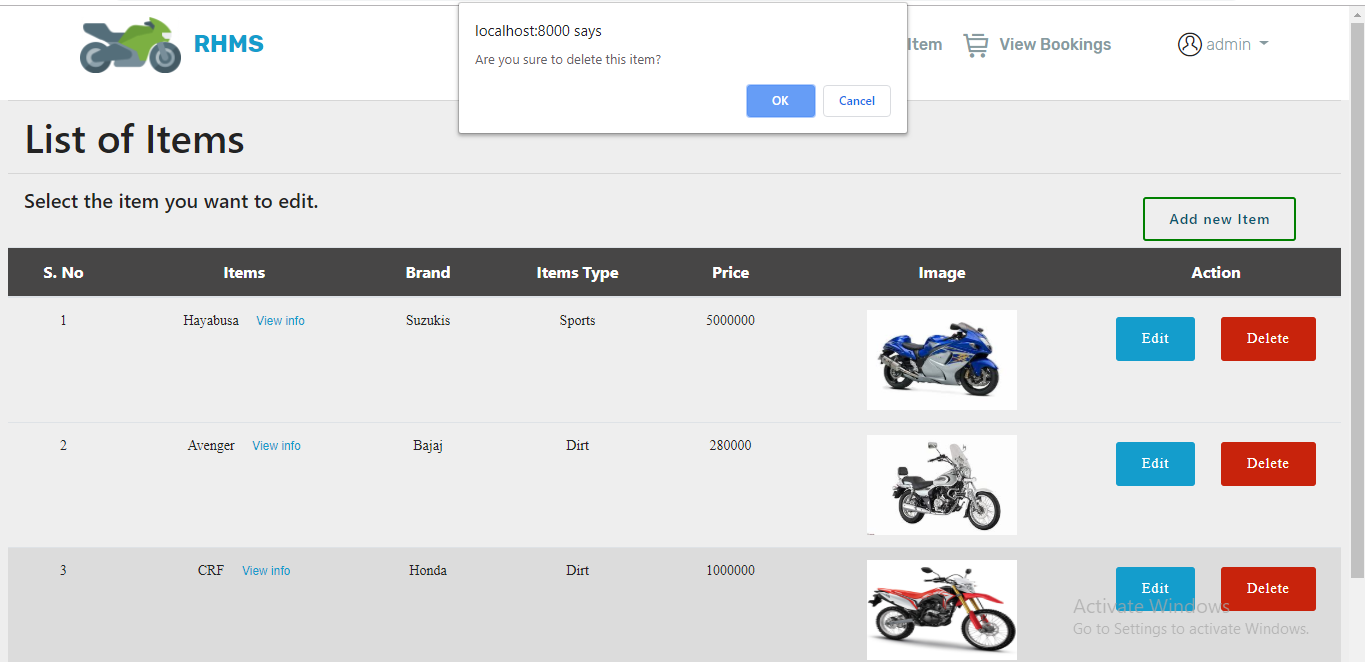 localhost:8000 says
Are you sure to delete this item?
OK Cancel
RHMS
Item View Bookings admin
List of Items
Select the item you want to edit.
Add new Item
S. No Items Brand Items Type Price Image Action
1 Hayabusa View info Suzukis Sports 5000000 Edit Delete
2 Avenger View info Bajaj Dirt 280000 Edit Delete
3 CRF View info Honda Dirt 1000000 Edit Delete
Activate Windows
Go to Settings to activate Windows.